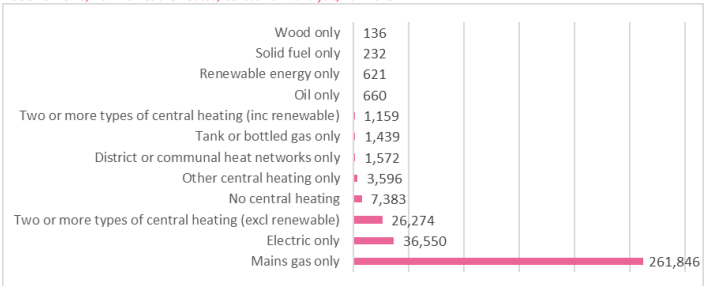 Wood only 136
Solid fuel only 232
Renewable energy only 621
Oil only 660
Two or more types of central heating (inc renewable) 1,159
Tank or bottled gas only 1,439
District or communal heat networks only 1,572
Other central heating only 3,596
No central heating 7,383
Two or more types of central heating (excl renewable) 26,274
Electric only 36,550
Mains gas only 261,846